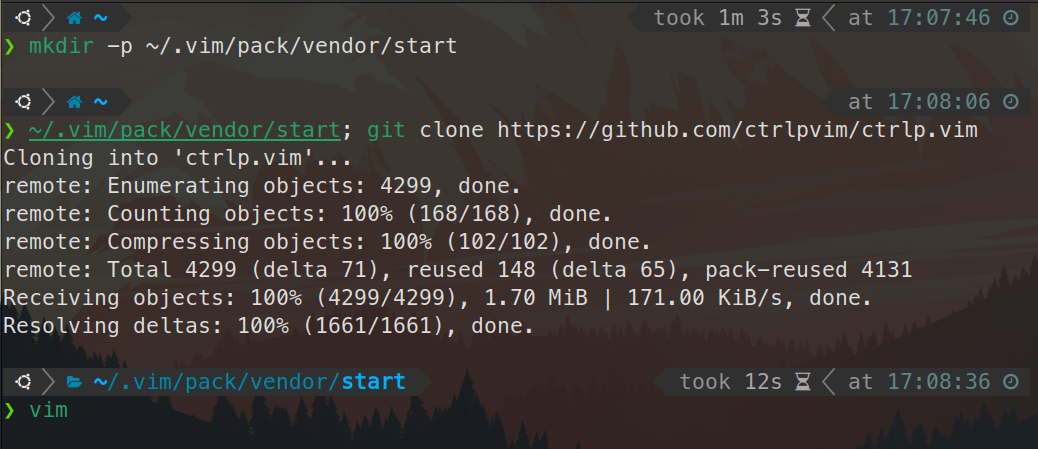 ~ took 1m 3s at 17:07:46
❯ mkdir -p ~/.vim/pack/vendor/start
~ at 17:08:06
❯ ~/.vim/pack/vendor/start; git clone https://github.com/ctrlpvim/ctrlp.vim
Cloning into 'ctrlp.vim'...
remote: Enumerating objects: 4299, done.
remote: Counting objects: 100% (168/168), done.
remote: Compressing objects: 100% (102/102), done.
remote: Total 4299 (delta 71), reused 148 (delta 65), pack-reused 4131
Receiving objects: 100% (4299/4299), 1.70 MiB | 171.00 KiB/s, done.
Resolving deltas: 100% (1661/1661), done.
~/.vim/pack/vendor/start took 12s at 17:08:36
❯ vim